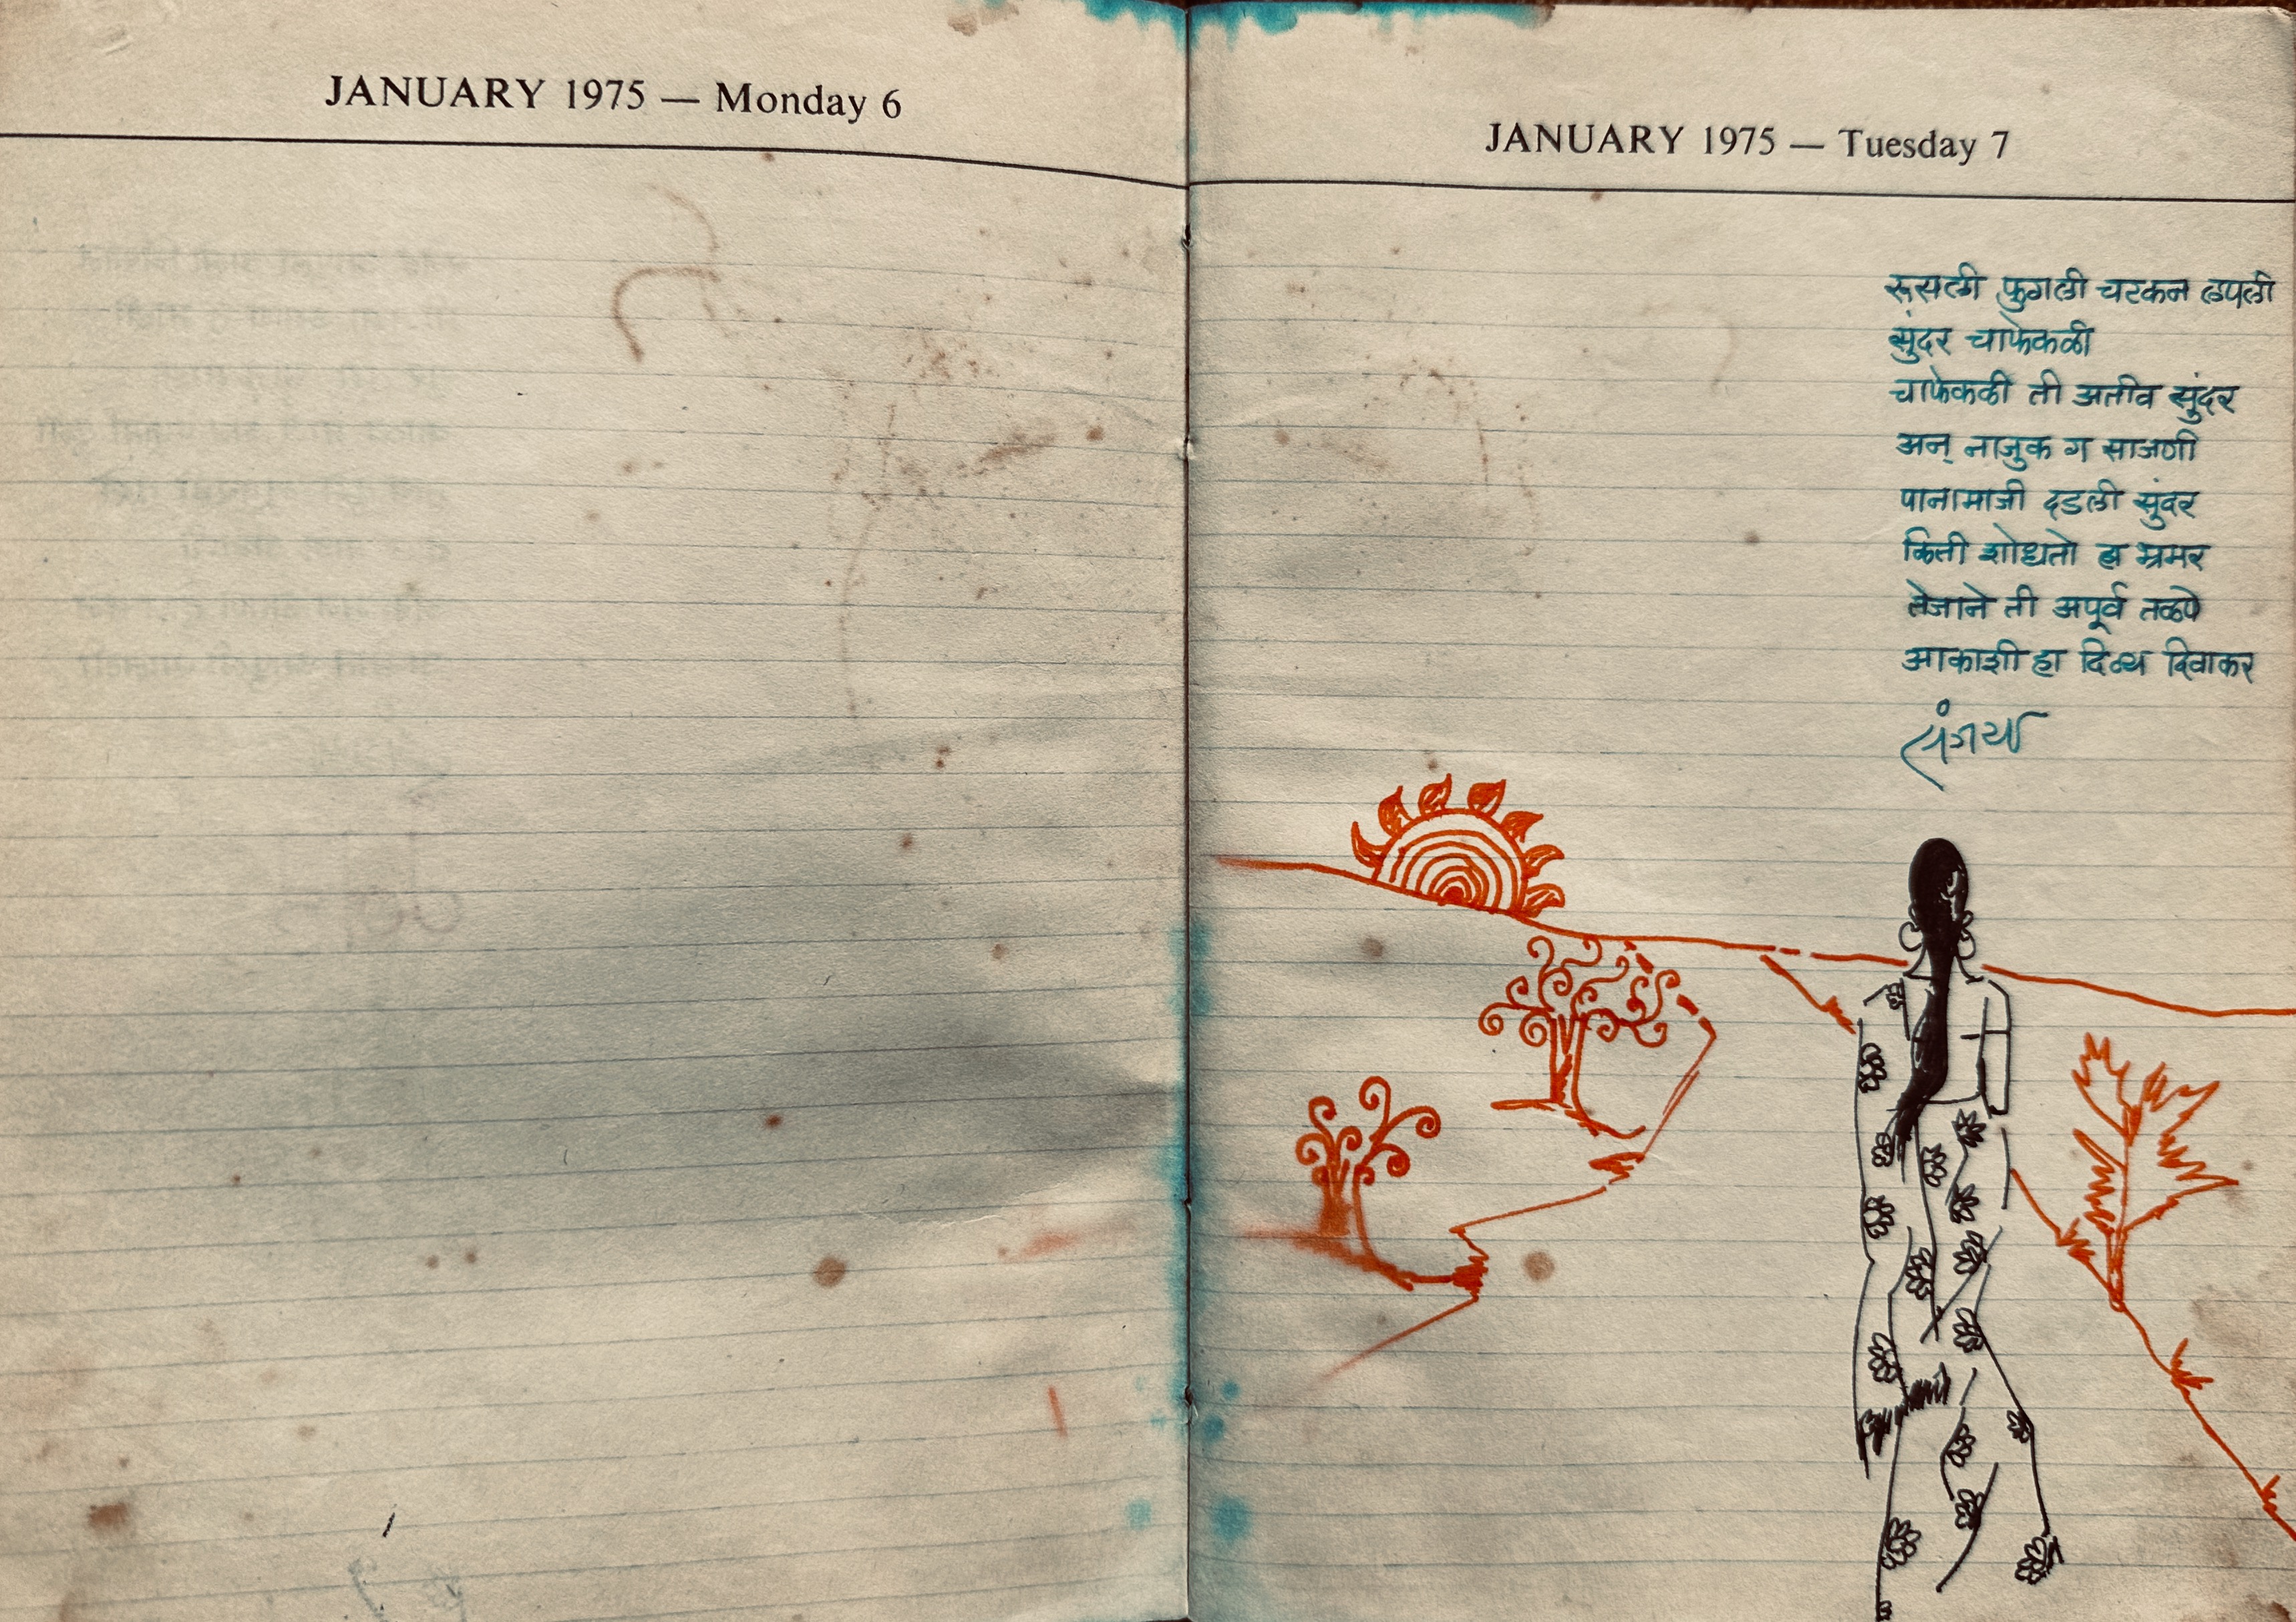 JANUARY 1975 — Monday 6
JANUARY 1975 — Tuesday 7
रुसली फुगली चटकन लपली
सुंदर चाफेकळी
चाफेकळी ती अतीव सुंदर
अन् नाजुक ग साजणी
पानामाजी दडली सुंदर
किती शोधतो हा भ्रमर
तेजाने ती अपूर्व तळपे
आकाशी हा दिव्य दिवाकर